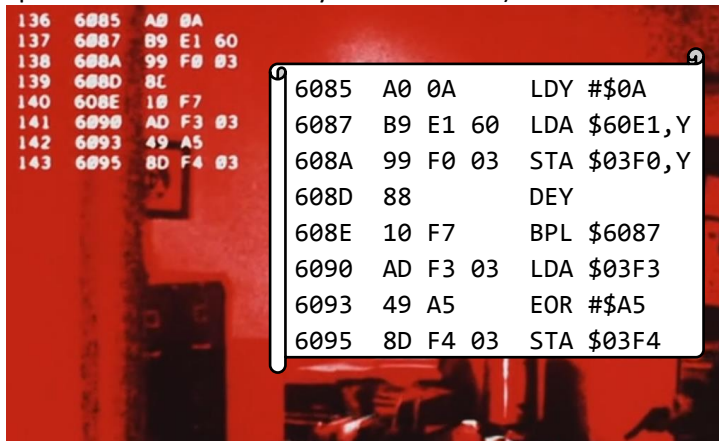 136 6085 A0 0A
137 6087 B9 E1 60
138 608A 99 F0 03
139 608D
140 608E 10 F7
141 6090 AD F3 03
142 6093 49 A5
143 6095 8D F4 03
6085 A0 0A LDY #$0A
6087 B9 E1 60 LDA $60E1,Y
608A 99 F0 03 STA $03F0,Y
608D 88 DEY
608E 10 F7 BPL $6087
6090 AD F3 03 LDA $03F3
6093 49 A5 EOR #$A5
6095 8D F4 03 STA $03F4